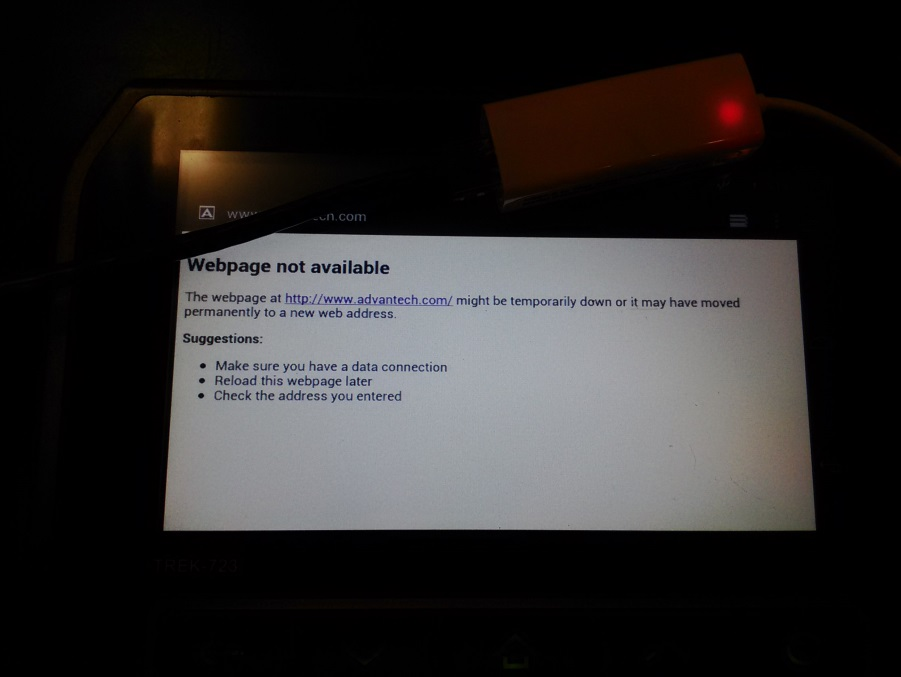 www. ch.com
Webpage not available
The webpage at http://www.advantech.com/ might be temporarily down or it may have moved
permanently to a new web address.
Suggestions:
Make sure you have a data connection
Reload this webpage later
Check the address you entered
TREK-723